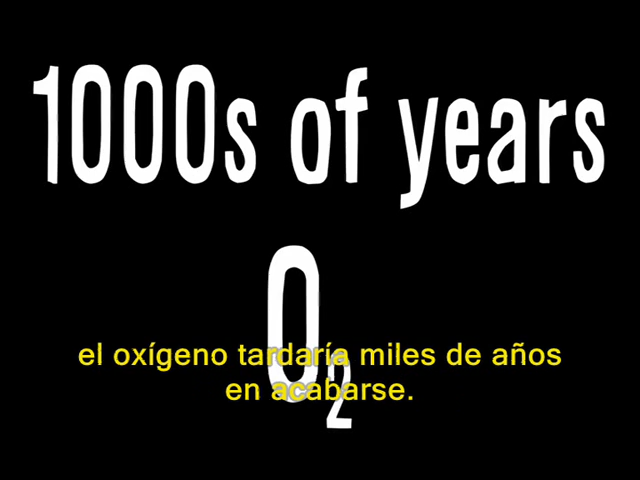 1000s of years
O2
el oxígeno tardaría miles de años
en acabarse.